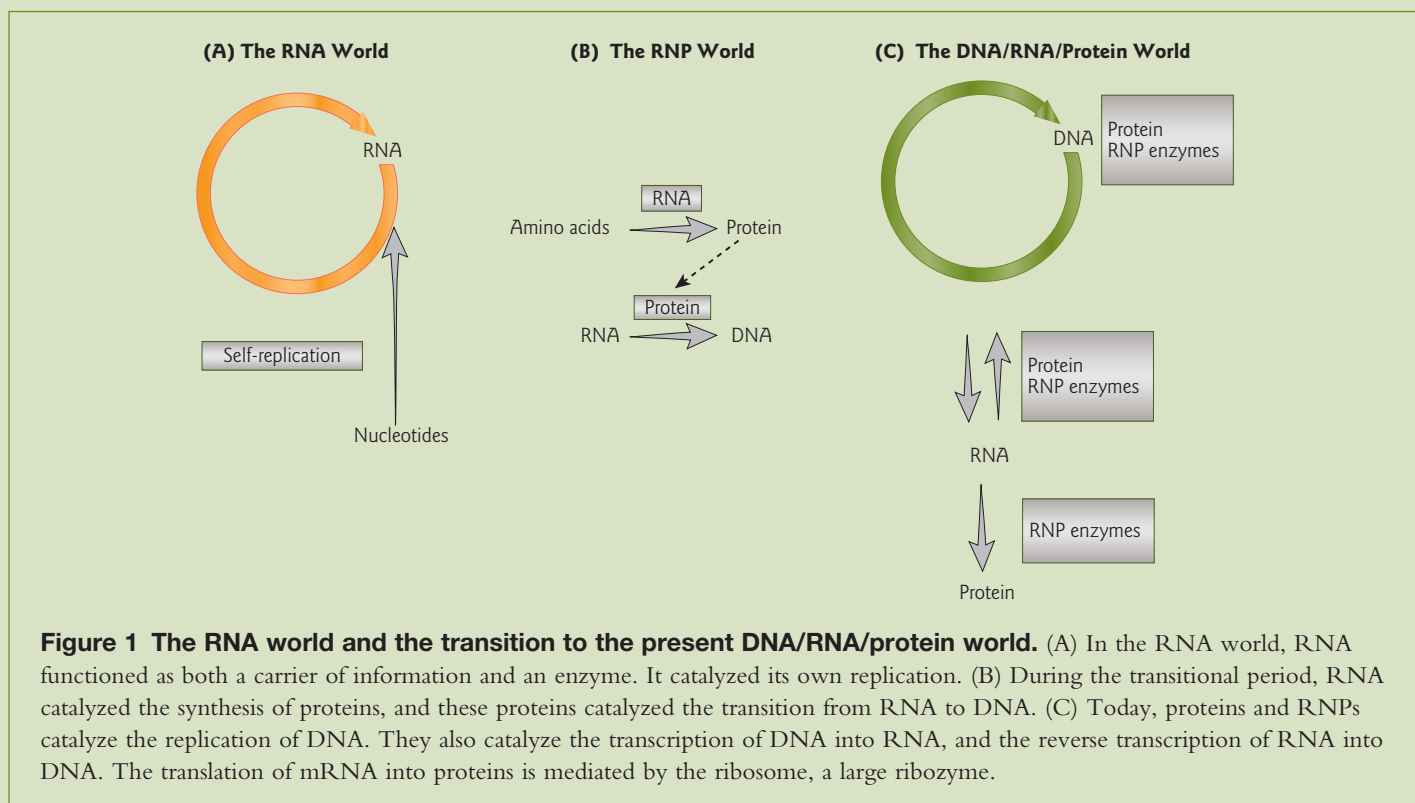 (A) The RNA World
RNA
Self-replication
Nucleotides
(B) The RNP World
RNA
Amino acids
Protein
Protein
RNA
DNA
(C) The DNA/RNA/Protein World
DNA
Protein
RNP enzymes
Protein
RNP enzymes
RNA
RNP enzymes
Protein
Figure 1 The RNA world and the transition to the present DNA/RNA/protein world. (A) In the RNA world, RNA
functioned as both a carrier of information and an enzyme. It catalyzed its own replication. (B) During the transitional period, RNA
catalyzed the synthesis of proteins, and these proteins catalyzed the transition from RNA to DNA. (C) Today, proteins and RNPs
catalyze the replication of DNA. They also catalyze the transcription of DNA into RNA, and the reverse transcription of RNA into
DNA. The translation of mRNA into proteins is mediated by the ribosome, a large ribozyme.